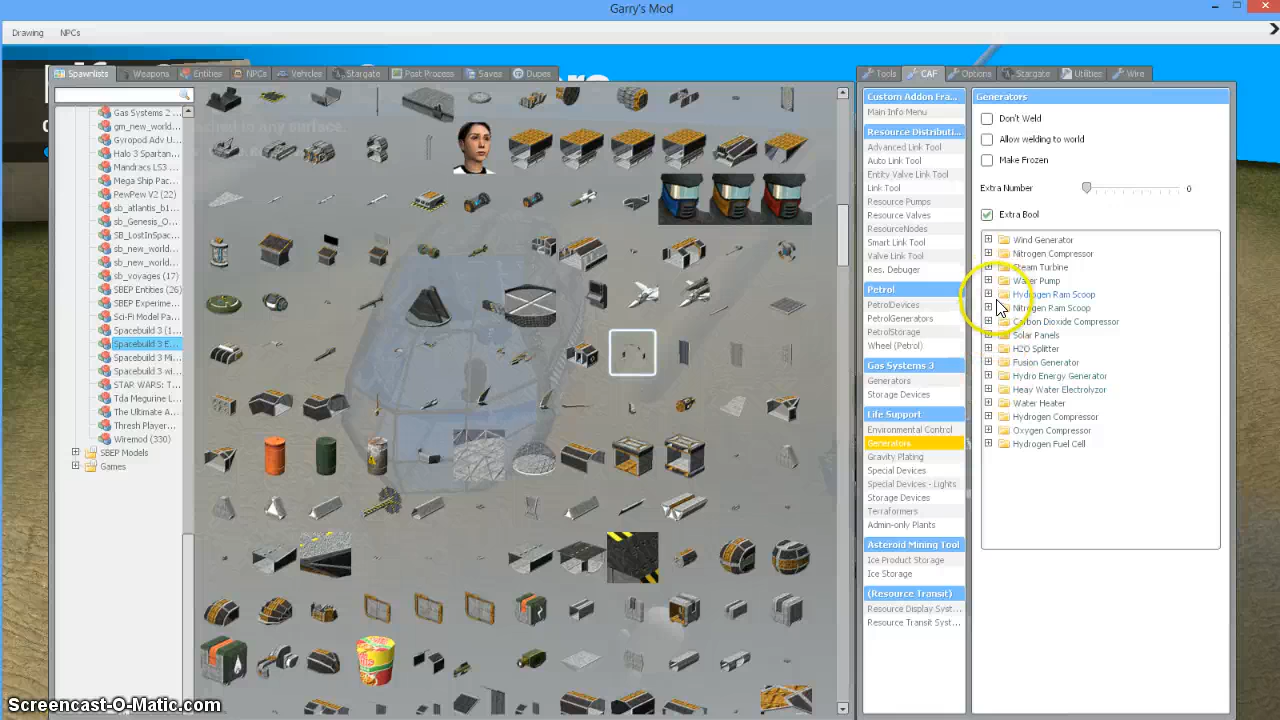 Garry's Mod
Drawing NPCs
Spawnlists Weapons Entities NPCs Vehicles Stargate Post Process Saves Dupes
Tools CAF Options Stargate Utilities Wire
Gas Systems 2 ...
gm_new_world...
Gyropod Adv U...
Halo 3 Spartan...
Mandracs LS3 ...
Mega Ship Pac...
PewPew V2 (22)
sb_atlantis_b1...
sb_Genesis_O...
SB_LostInSpac...
sb_new_world...
sb_new_world...
sb_voyages (17)
SBEP Entities (26)
SBEP Experime...
Sci-Fi Model Pa...
Spacebuild 3 (1...
Spacebuild 3 E...
Spacebuild 3 Mi...
Spacebuild 3 wi...
STAR WARS: T...
Tda Megurine L...
The Ultimate A...
Thresh Player...
Wiremod (330)
SBEP Models
Games
ched in any surface.
Custom Addon Fra...
Main Info Menu
Resource Distributi...
Advanced Link Tool
Auto Link Tool
Entity Valve Link Tool
Link Tool
Resource Pumps
Resource Valves
ResourceNodes
Smart Link Tool
Valve Link Tool
Res. Debuger
Petrol
PetrolDevices
PetrolGenerators
PetrolStorage
Wheel (Petrol)
Gas Systems 3
Generators
Storage Devices
Life Support
Environmental Control
Generators
Gravity Plating
Special Devices
Special Devices - Lights
Storage Devices
Terraformers
Admin-only Plants
Asteroid Mining Tool
Ice Product Storage
Ice Storage
(Resource Transit)
Resource Display Syst...
Resource Transit Syst...
Generators
Don't Weld
Allow welding to world
Make Frozen
Extra Number 0
Extra Bool
Wind Generator
Nitrogen Compressor
Steam Turbine
Water Pump
Hydrogen Ram Scoop
Nitrogen Ram Scoop
Carbon Dioxide Compressor
Solar Panels
H2O Splitter
Fusion Generator
Hydro Energy Generator
Heavy Water Electrolyzor
Water Heater
Hydrogen Compressor
Oxygen Compressor
Hydrogen Fuel Cell
Screencast-O-Matic.com